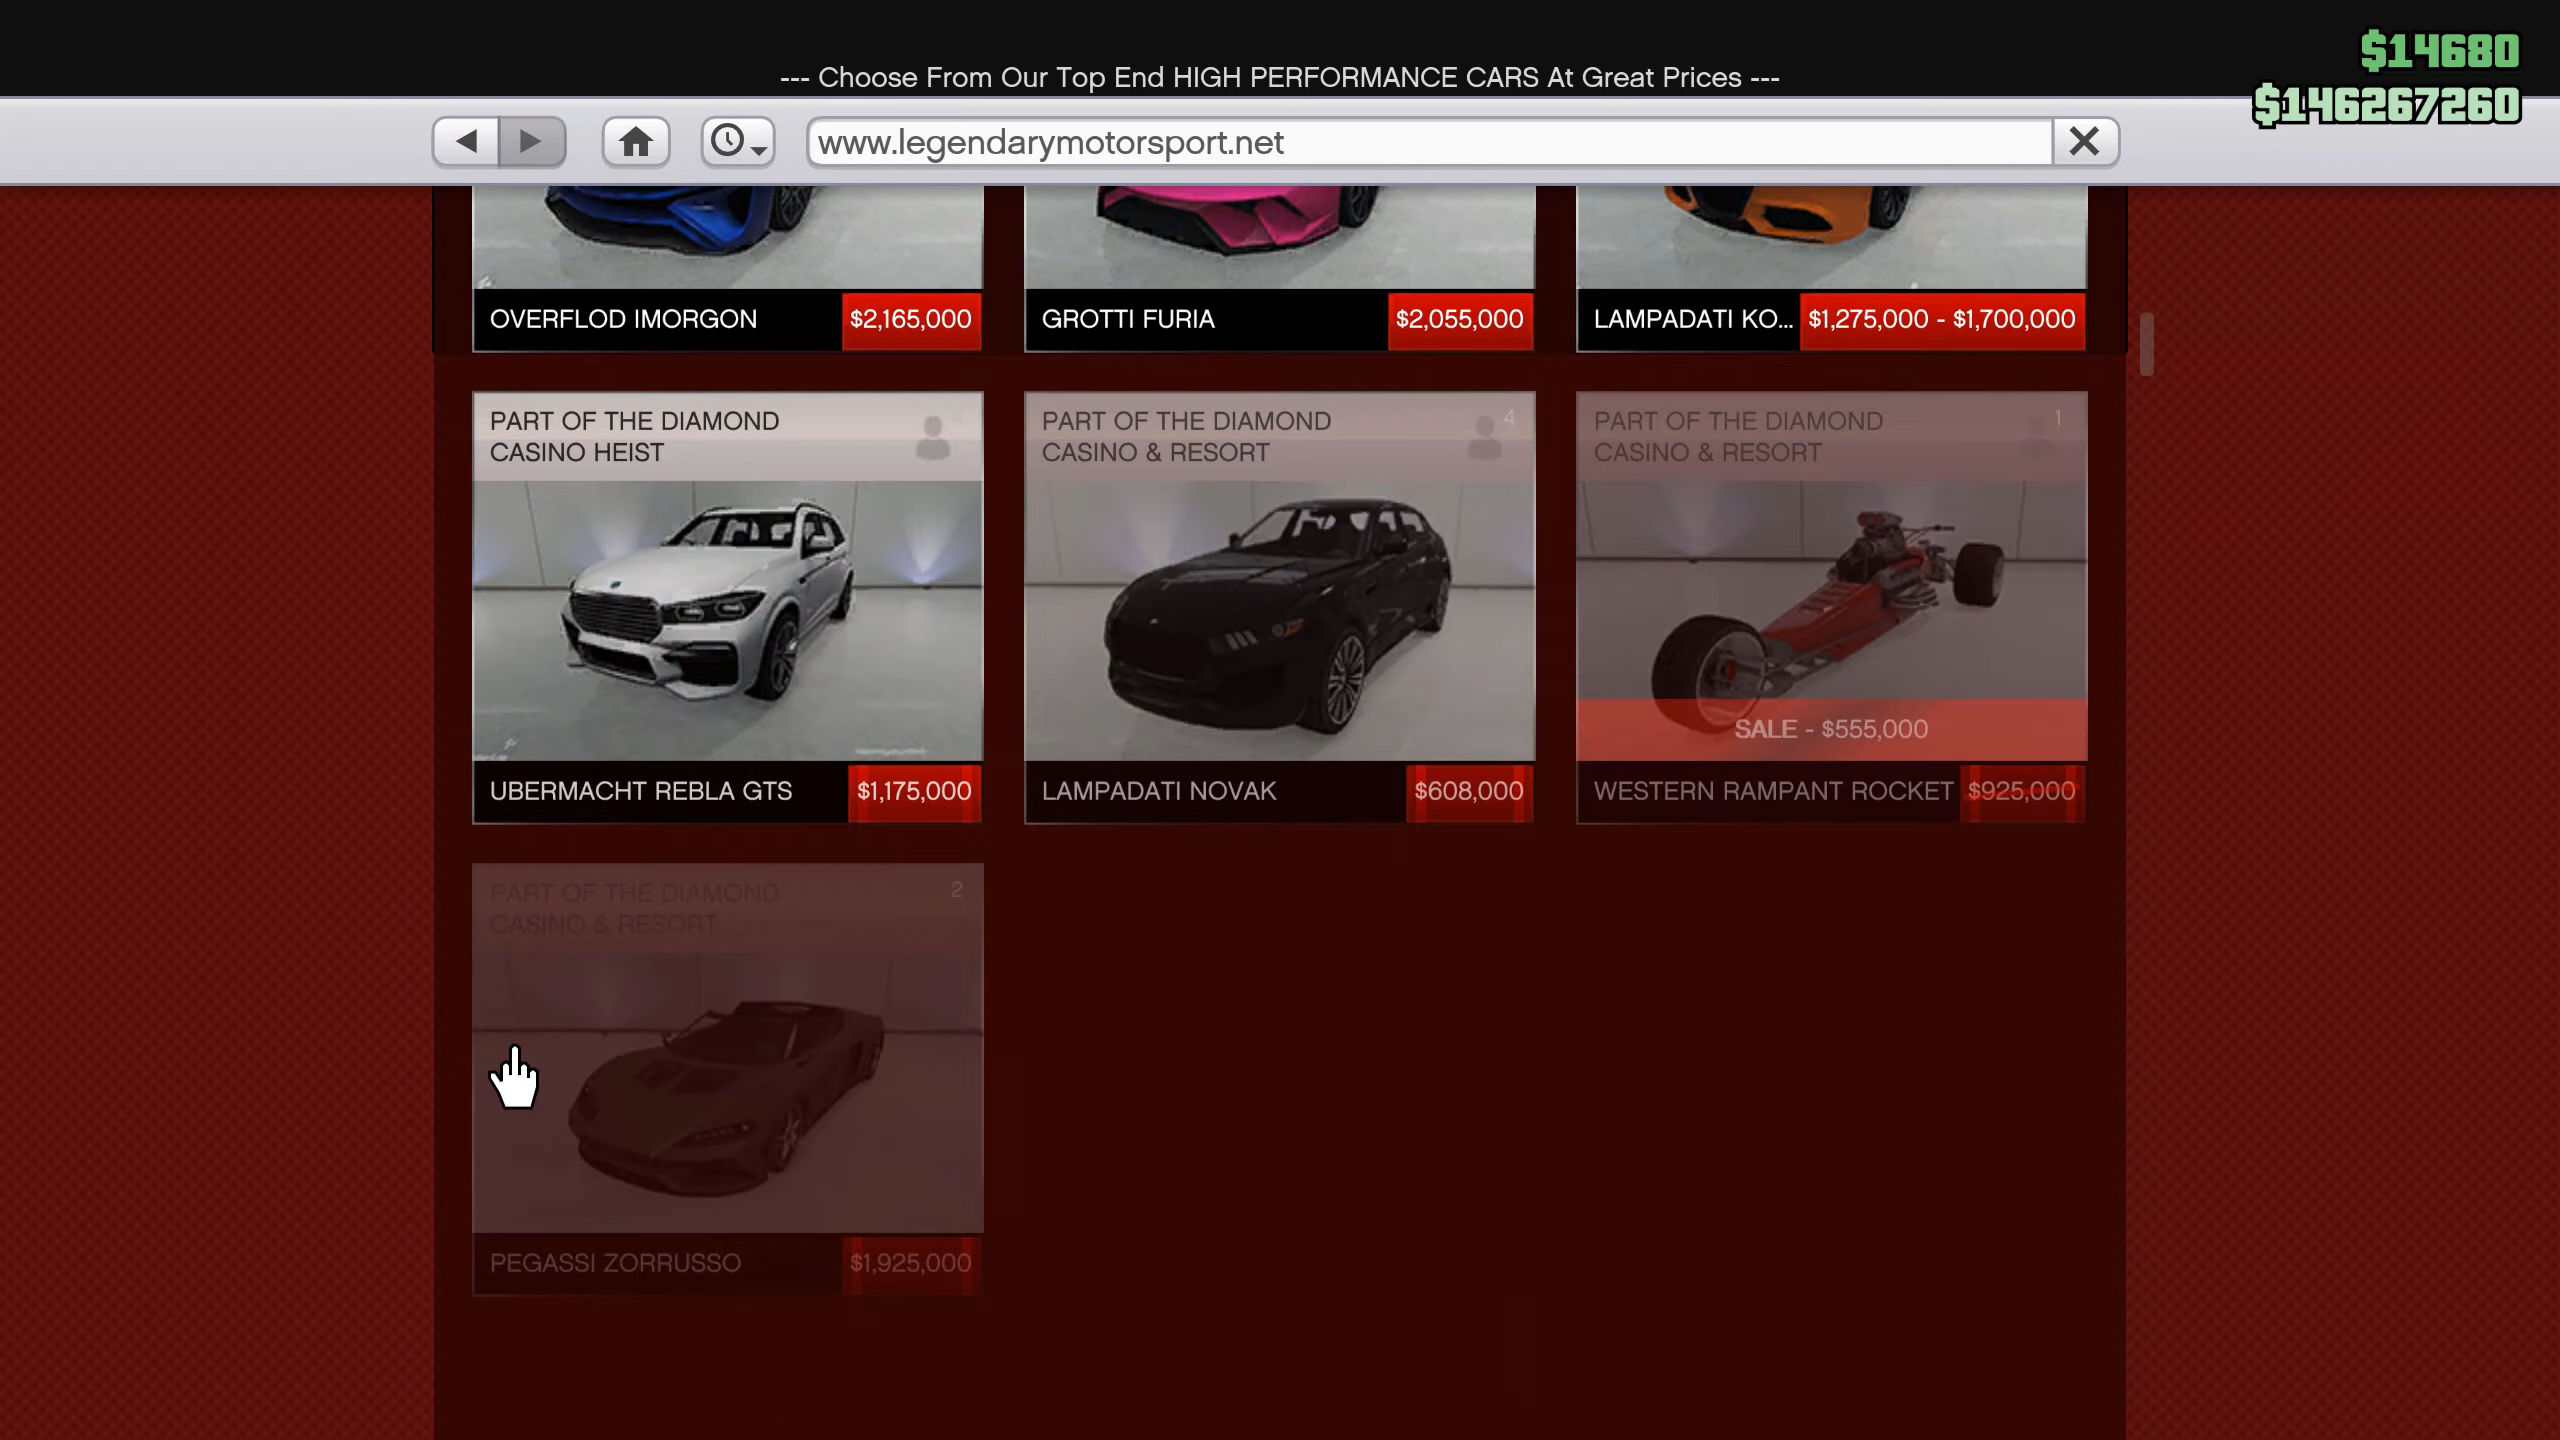 $14680
--- Choose From Our Top End HIGH PERFORMANCE CARS At Great Prices ---
$146267260
www.legendarymotorsport.net
OVERFLOD IMORGON $2,165,000
GROTTI FURIA $2,055,000
LAMPADATI KO... $1,275,000 - $1,700,000
PART OF THE DIAMOND
CASINO HEIST
UBERMACHT REBLA GTS $1,175,000
PART OF THE DIAMOND 4
CASINO & RESORT
LAMPADATI NOVAK $608,000
PART OF THE DIAMOND 1
CASINO & RESORT
SALE - $555,000
WESTERN RAMPANT ROCKET $925,000
PART OF THE DIAMOND 2
CASINO & RESORT
PEGASSI ZORRUSSO $1,925,000